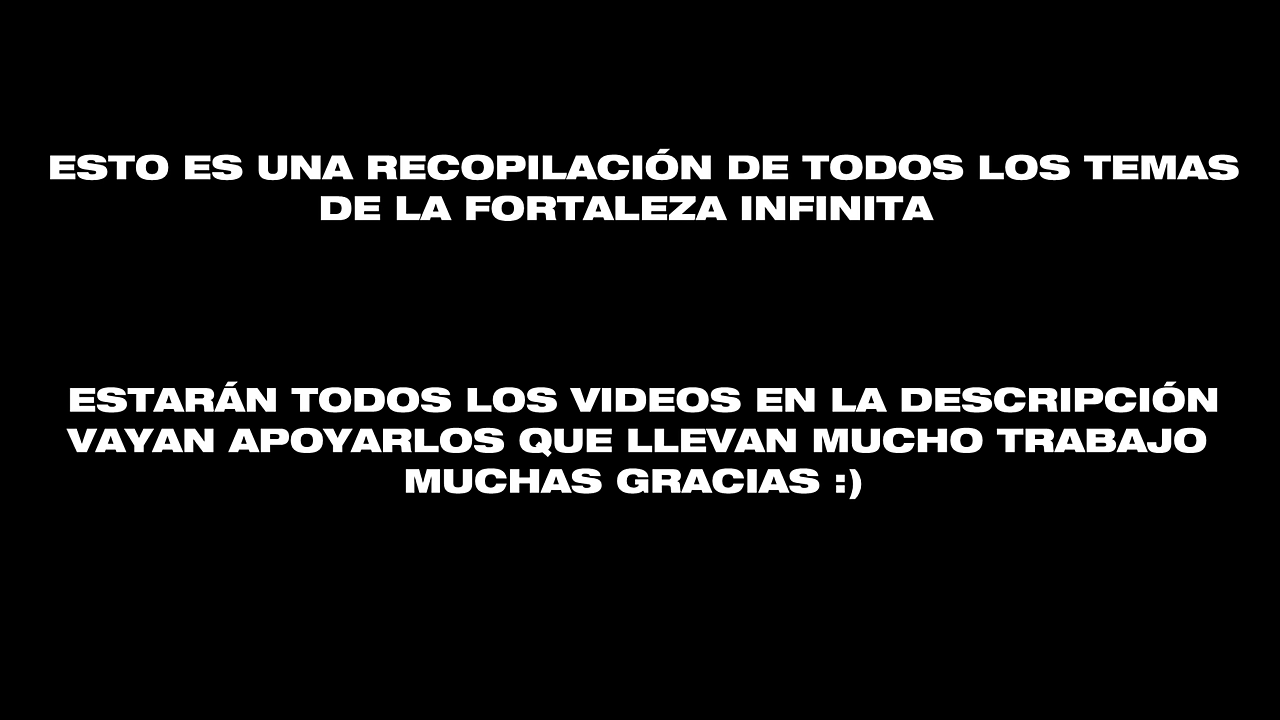 ESTO ES UNA RECOPILACIÓN DE TODOS LOS TEMAS
DE LA FORTALEZA INFINITA
ESTARÁN TODOS LOS VIDEOS EN LA DESCRIPCIÓN
VAYAN APOYARLOS QUE LLEVAN MUCHO TRABAJO
MUCHAS GRACIAS :)